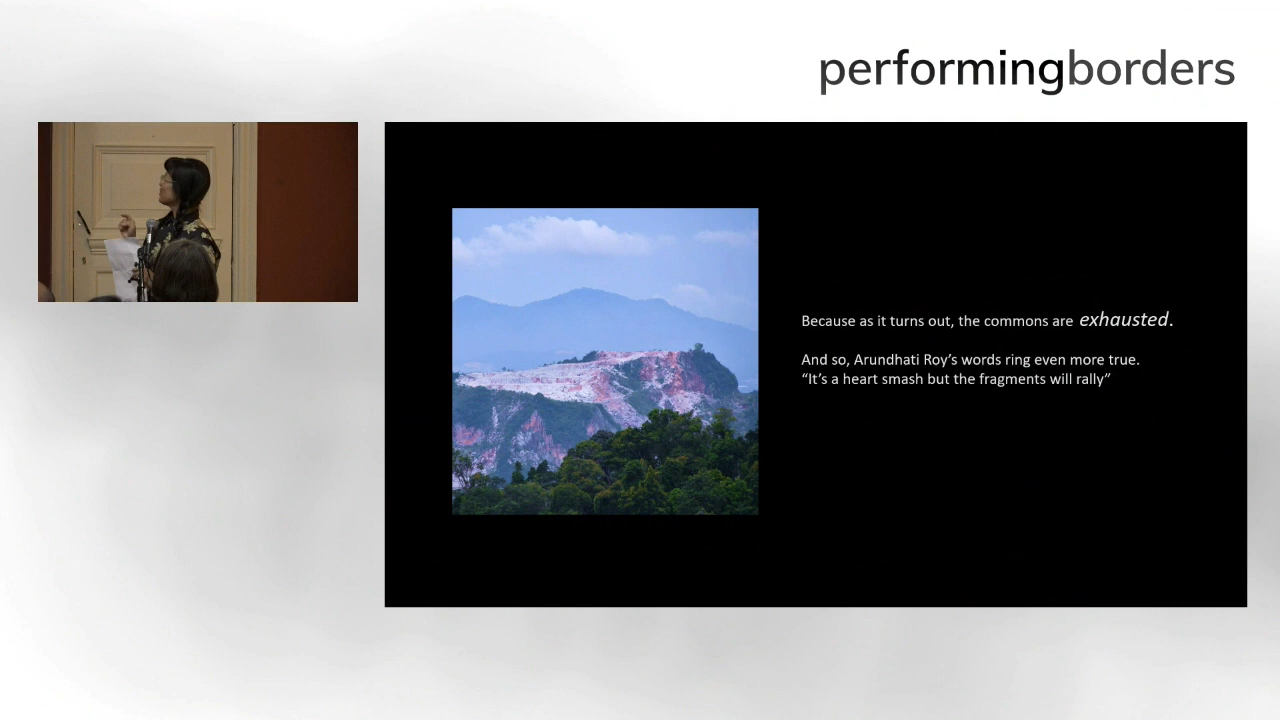 performingborders
Because as it turns out, the commons are exhausted.
And so, Arundhati Roy’s words ring even more true.
“It’s a heart smash but the fragments will rally”